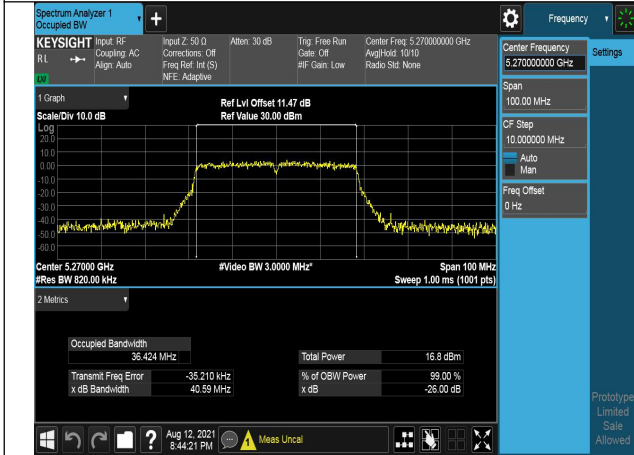 Spectrum Analyzer 1
Occupied BW
Frequency
KEYSIGHT
RL
Input: RF
Coupling: AC
Align: Auto
Input Z: 50 Ω
Corrections: Off
Freq Ref: Int (S)
NFE: Adaptive
Atten: 30 dB
Trig: Free Run
Gate: Off
#IF Gain: Low
Center Freq: 5.270000000 GHz
Avg|Hold: 10/10
Radio Std: None
1 Graph
Scale/Div 10.0 dB
Ref Lvl Offset 11.47 dB
Ref Value 30.00 dBm
Log
20.0
10.0
0.00
-10.0
-20.0
-30.0
-40.0
-50.0
-60.0
Center 5.27000 GHz
#Video BW 3.0000 MHz*
Span 100 MHz
#Res BW 820.00 kHz
Sweep 1.00 ms (1001 pts)
2 Metrics
Occupied Bandwidth
36.424 MHz
Total Power 16.8 dBm
Transmit Freq Error -35.210 kHz
% of OBW Power 99.00 %
x dB Bandwidth 40.59 MHz
x dB -26.00 dB
Center Frequency
5.270000000 GHz
Settings
Span
100.00 MHz
CF Step
10.000000 MHz
Auto
Man
Freq Offset
0 Hz
Prototype
Limited
Sale
Allowed
?
Aug 12, 2021
8:44:21 PM
Meas Uncal